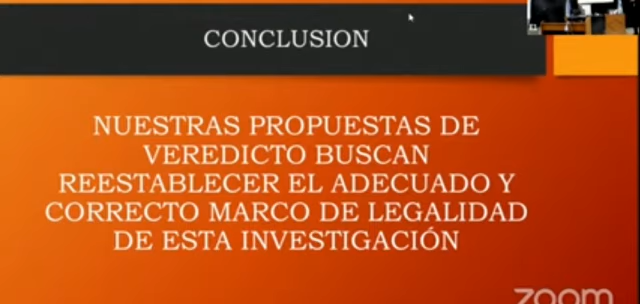 CONCLUSION
NUESTRAS PROPUESTAS DE
VEREDICTO BUSCAN
REESTABLECER EL ADECUADO Y
CORRECTO MARCO DE LEGALIDAD
DE ESTA INVESTIGACIÓN
zoom